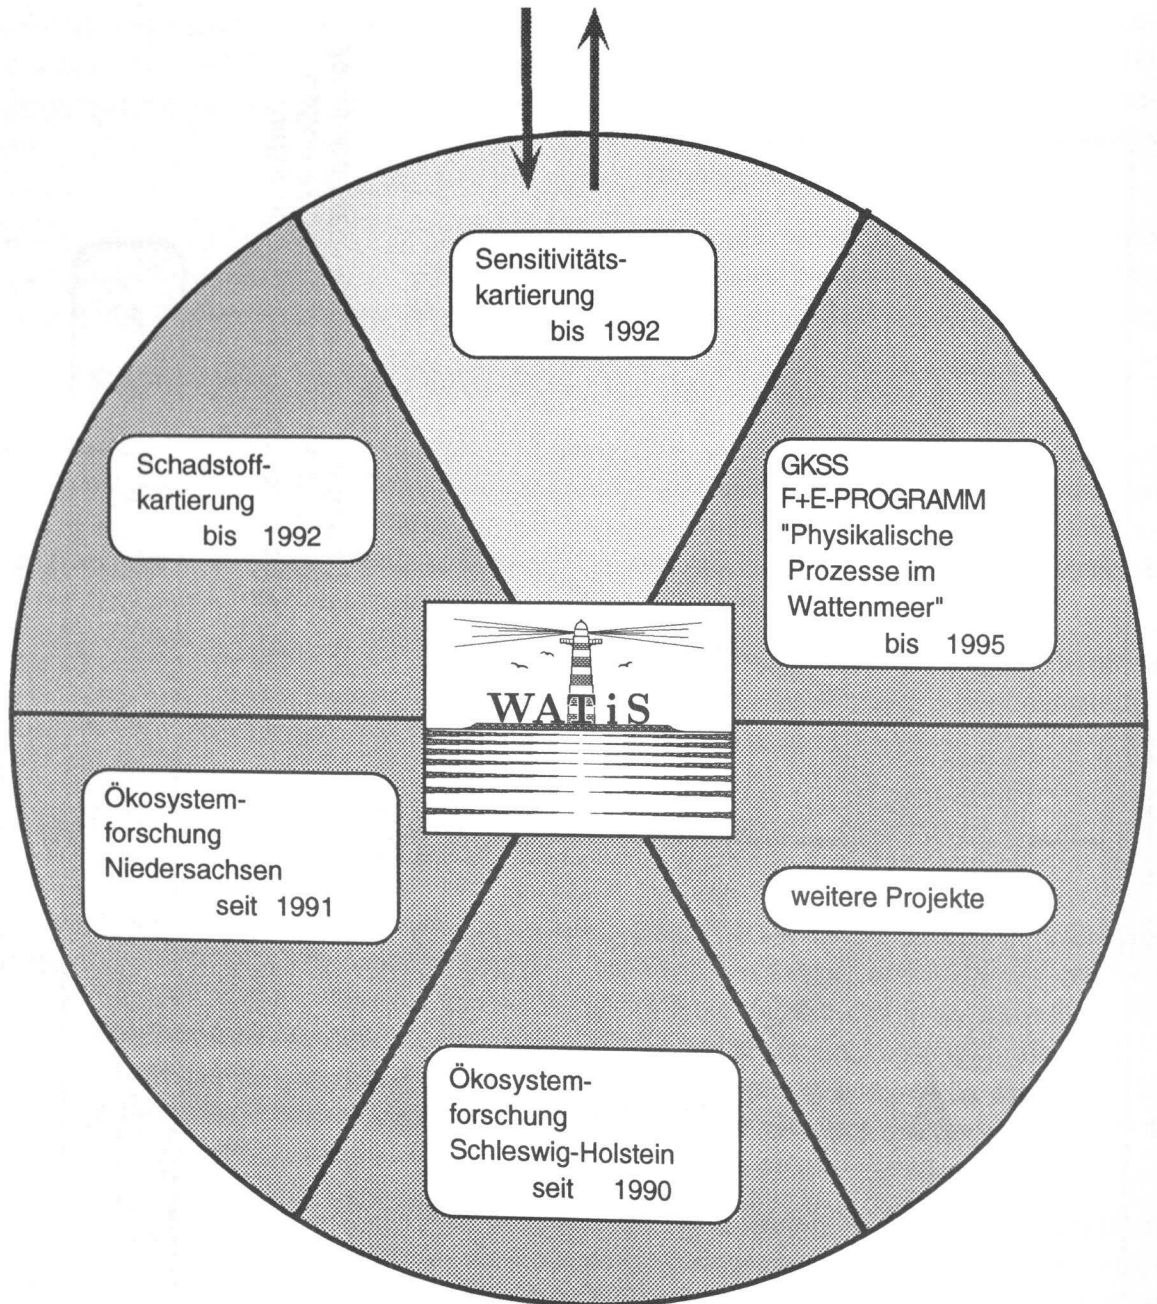 Sensitivitäts-
kartierung
bis 1992
Schadstoff-
kartierung
bis 1992
GKSS
F+E-PROGRAMM
"Physikalische
Prozesse im
Wattenmeer"
bis 1995
WATiS
Ökosystem-
forschung
Niedersachsen
seit 1991
weitere Projekte
Ökosystem-
forschung
Schleswig-Holstein
seit 1990